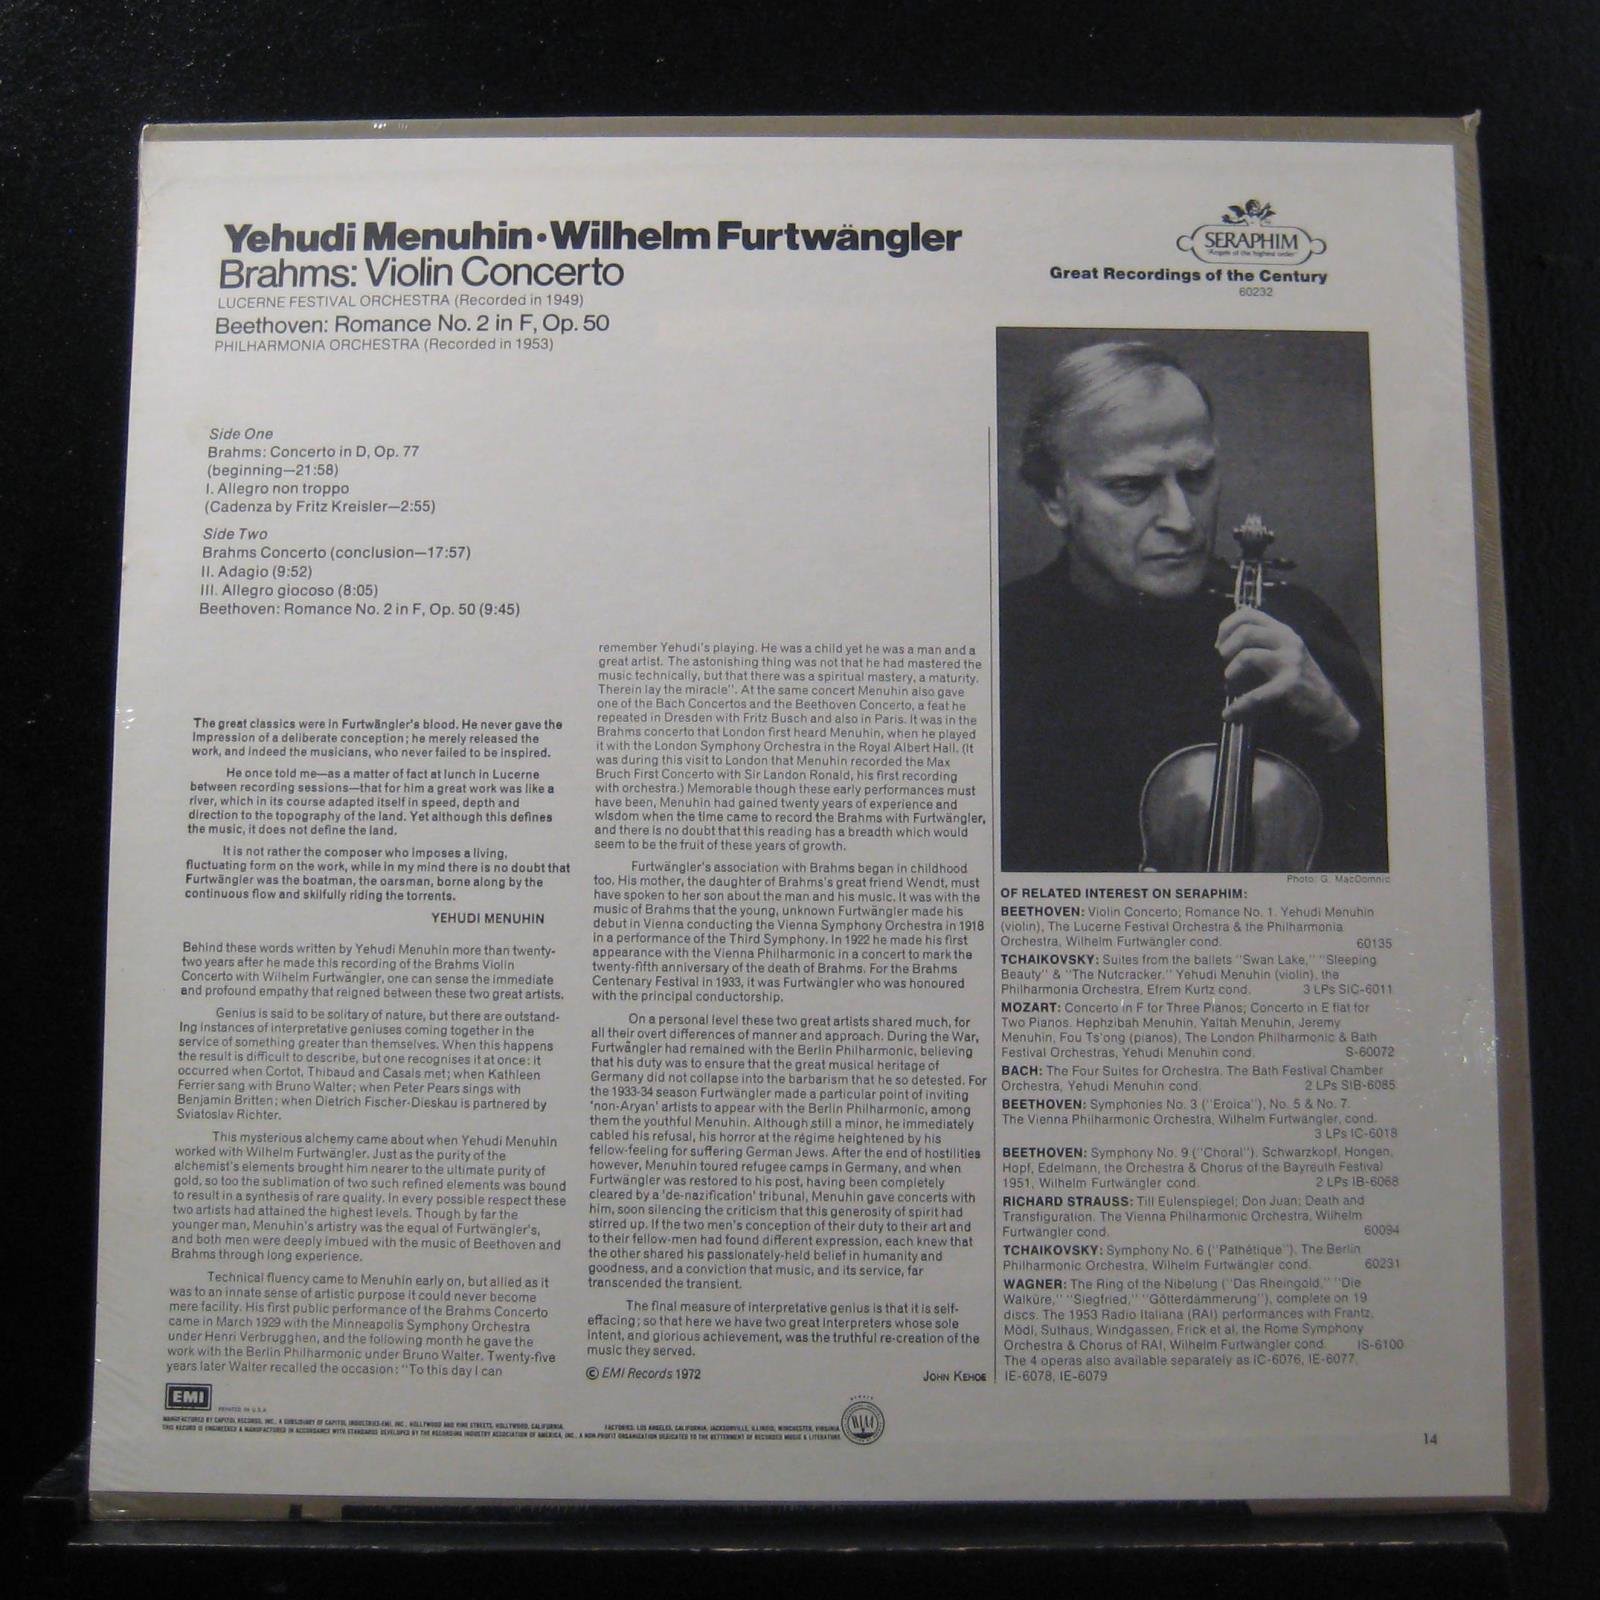 Yehudi Menuhin • Wilhelm Furtwängler
Brahms: Violin Concerto
LUCERNE FESTIVAL ORCHESTRA (Recorded in 1949)
Beethoven: Romance No. 2 in F, Op. 50
PHILHARMONIA ORCHESTRA (Recorded in 1953)
SERAPHIM
"Angels of the highest order"
Great Recordings of the Century
60232
Side One
Brahms: Concerto in D, Op. 77
(beginning—21:58)
I. Allegro non troppo
(Cadenza by Fritz Kreisler—2:55)
Side Two
Brahms Concerto (conclusion—17:57)
II. Adagio (9:52)
III. Allegro giocoso (8:05)
Beethoven: Romance No. 2 in F, Op. 50 (9:45)
The great classics were in Furtwängler's blood. He never gave the
impression of a deliberate conception; he merely released the
work, and indeed the musicians, who never failed to be inspired.
He once told me—as a matter of fact at lunch in Lucerne
between recording sessions—that for him a great work was like a
river, which in its course adapted itself in speed, depth and
direction to the topography of the land. Yet although this defines
the music, it does not define the land.
It is not rather the composer who imposes a living,
fluctuating form on the work, while in my mind there is no doubt that
Furtwängler was the boatman, the oarsman, borne along by the
continuous flow and skilfully riding the torrents.
YEHUDI MENUHIN
Behind these words written by Yehudi Menuhin more than twenty-
two years after he made this recording of the Brahms Violin
Concerto with Wilhelm Furtwängler, one can sense the immediate
and profound empathy that reigned between these two great artists.
Genius is said to be solitary of nature, but there are outstand-
ing instances of interpretative geniuses coming together in the
service of something greater than themselves. When this happens
the result is difficult to describe, but one recognises it at once: it
occurred when Cortot, Thibaud and Casals met; when Kathleen
Ferrier sang with Bruno Walter; when Peter Pears sings with
Benjamin Britten; when Dietrich Fischer-Dieskau is partnered by
Sviatoslav Richter.
This mysterious alchemy came about when Yehudi Menuhin
worked with Wilhelm Furtwängler. Just as the purity of the
alchemist's elements brought him nearer to the ultimate purity of
gold, so too the sublimation of two such refined elements was bound
to result in a synthesis of rare quality. In every possible respect these
two artists had attained the highest levels. Though by far the
younger man, Menuhin's artistry was the equal of Furtwängler's,
and both men were deeply imbued with the music of Beethoven and
Brahms through long experience.
Technical fluency came to Menuhin early on, but allied as it
was to an innate sense of artistic purpose it could never become
mere facility. His first public performance of the Brahms Concerto
came in March 1929 with the Minneapolis Symphony Orchestra
under Henri Verbrugghen, and the following month he gave the
work with the Berlin Philharmonic under Bruno Walter. Twenty-five
years later Walter recalled the occasion: "To this day I can
remember Yehudi's playing. He was a child yet he was a man and a
great artist. The astonishing thing was not that he had mastered the
music technically, but that there was a spiritual mastery, a maturity.
Therein lay the miracle". At the same concert Menuhin also gave
one of the Bach Concertos and the Beethoven Concerto, a feat he
repeated in Dresden with Fritz Busch and also in Paris. It was in the
Brahms concerto that London first heard Menuhin, when he played
it with the London Symphony Orchestra in the Royal Albert Hall. (It
was during this visit to London that Menuhin recorded the Max
Bruch First Concerto with Sir Landon Ronald, his first recording
with orchestra.) Memorable though these early performances must
have been, Menuhin had gained twenty years of experience and
wisdom when the time came to record the Brahms with Furtwängler,
and there is no doubt that this reading has a breadth which would
seem to be the fruit of these years of growth.
Furtwängler's association with Brahms began in childhood
too. His mother, the daughter of Brahms's great friend Wendt, must
have spoken to her son about the man and his music. It was with the
music of Brahms that the young, unknown Furtwängler made his
debut in Vienna conducting the Vienna Symphony Orchestra in 1918
in a performance of the Third Symphony. In 1922 he made his first
appearance with the Vienna Philharmonic in a concert to mark the
twenty-fifth anniversary of the death of Brahms. For the Brahms
Centenary Festival in 1933, it was Furtwängler who was honoured
with the principal conductorship.
On a personal level these two great artists shared much, for
all their overt differences of manner and approach. During the War,
Furtwängler had remained with the Berlin Philharmonic, believing
that his duty was to ensure that the great musical heritage of
Germany did not collapse into the barbarism that he so detested. For
the 1933-34 season Furtwängler made a particular point of inviting
'non-Aryan' artists to appear with the Berlin Philharmonic, among
them the youthful Menuhin. Although still a minor, he immediately
cabled his refusal, his horror at the régime heightened by his
fellow-feeling for suffering German Jews. After the end of hostilities
however, Menuhin toured refugee camps in Germany, and when
Furtwängler was restored to his post, having been completely
cleared by a 'de-nazification' tribunal, Menuhin gave concerts with
him, soon silencing the criticism that this generosity of spirit had
stirred up. If the two men's conception of their duty to their art and
to their fellow-men had found different expression, each knew that
the other shared his passionately-held belief in humanity and
goodness, and a conviction that music, and its service, far
transcended the transient.
The final measure of interpretative genius is that it is self-
effacing; so that here we have two great interpreters whose sole
intent, and glorious achievement, was the truthful re-creation of the
music they served.
© EMI Records 1972
JOHN KEHOE
Photo: G. MacDomnic
OF RELATED INTEREST ON SERAPHIM:
BEETHOVEN: Violin Concerto; Romance No. 1. Yehudi Menuhin
(violin), The Lucerne Festival Orchestra & the Philharmonia
Orchestra, Wilhelm Furtwängler cond. 60135
TCHAIKOVSKY: Suites from the ballets "Swan Lake," "Sleeping
Beauty" & "The Nutcracker." Yehudi Menuhin (violin), the
Philharmonia Orchestra, Efrem Kurtz cond. 3 LPs SIC-6011
MOZART: Concerto in F for Three Pianos; Concerto in E flat for
Two Pianos. Hephzibah Menuhin, Yaltah Menuhin, Jeremy
Menuhin, Fou Ts'ong (pianos), The London Philharmonic & Bath
Festival Orchestras, Yehudi Menuhin cond. S-60072
BACH: The Four Suites for Orchestra. The Bath Festival Chamber
Orchestra, Yehudi Menuhin cond. 2 LPs SIB-6085
BEETHOVEN: Symphonies No. 3 ("Eroica"), No. 5 & No. 7.
The Vienna Philharmonic Orchestra, Wilhelm Furtwängler, cond.
3 LPs IC-6018
BEETHOVEN: Symphony No. 9 ("Choral"). Schwarzkopf, Hongen,
Hopf, Edelmann, the Orchestra & Chorus of the Bayreuth Festival
1951, Wilhelm Furtwängler cond. 2 LPs IB-6068
RICHARD STRAUSS: Till Eulenspiegel; Don Juan; Death and
Transfiguration. The Vienna Philharmonic Orchestra, Wilhelm
Furtwängler cond. 60094
TCHAIKOVSKY: Symphony No. 6 ("Pathétique"). The Berlin
Philharmonic Orchestra, Wilhelm Furtwängler cond. 60231
WAGNER: The Ring of the Nibelung ("Das Rheingold," "Die
Walküre," "Siegfried," "Götterdämmerung"), complete on 19
discs. The 1953 Radio Italiana (RAI) performances with Frantz,
Mödl, Suthaus, Windgassen, Frick et al, the Rome Symphony
Orchestra & Chorus of RAI, Wilhelm Furtwängler cond. IS-6100
The 4 operas also available separately as IC-6076, IE-6077,
IE-6078, IE-6079
EMI
PRINTED IN U.S.A.
MANUFACTURED BY CAPITOL RECORDS, INC., A SUBSIDIARY OF CAPITOL INDUSTRIES-EMI, INC., HOLLYWOOD AND VINE STREETS, HOLLYWOOD, CALIFORNIA. FACTORIES: LOS ANGELES, CALIFORNIA, JACKSONVILLE, ILLINOIS, WINCHESTER, VIRGINIA.
THIS RECORD IS ENGINEERED & MANUFACTURED IN ACCORDANCE WITH STANDARDS DEVELOPED BY THE RECORDING INDUSTRY ASSOCIATION OF AMERICA, INC., A NON-PROFIT ORGANIZATION DEDICATED TO THE BETTERMENT OF RECORDED MUSIC & LITERATURE.
RIAA
14